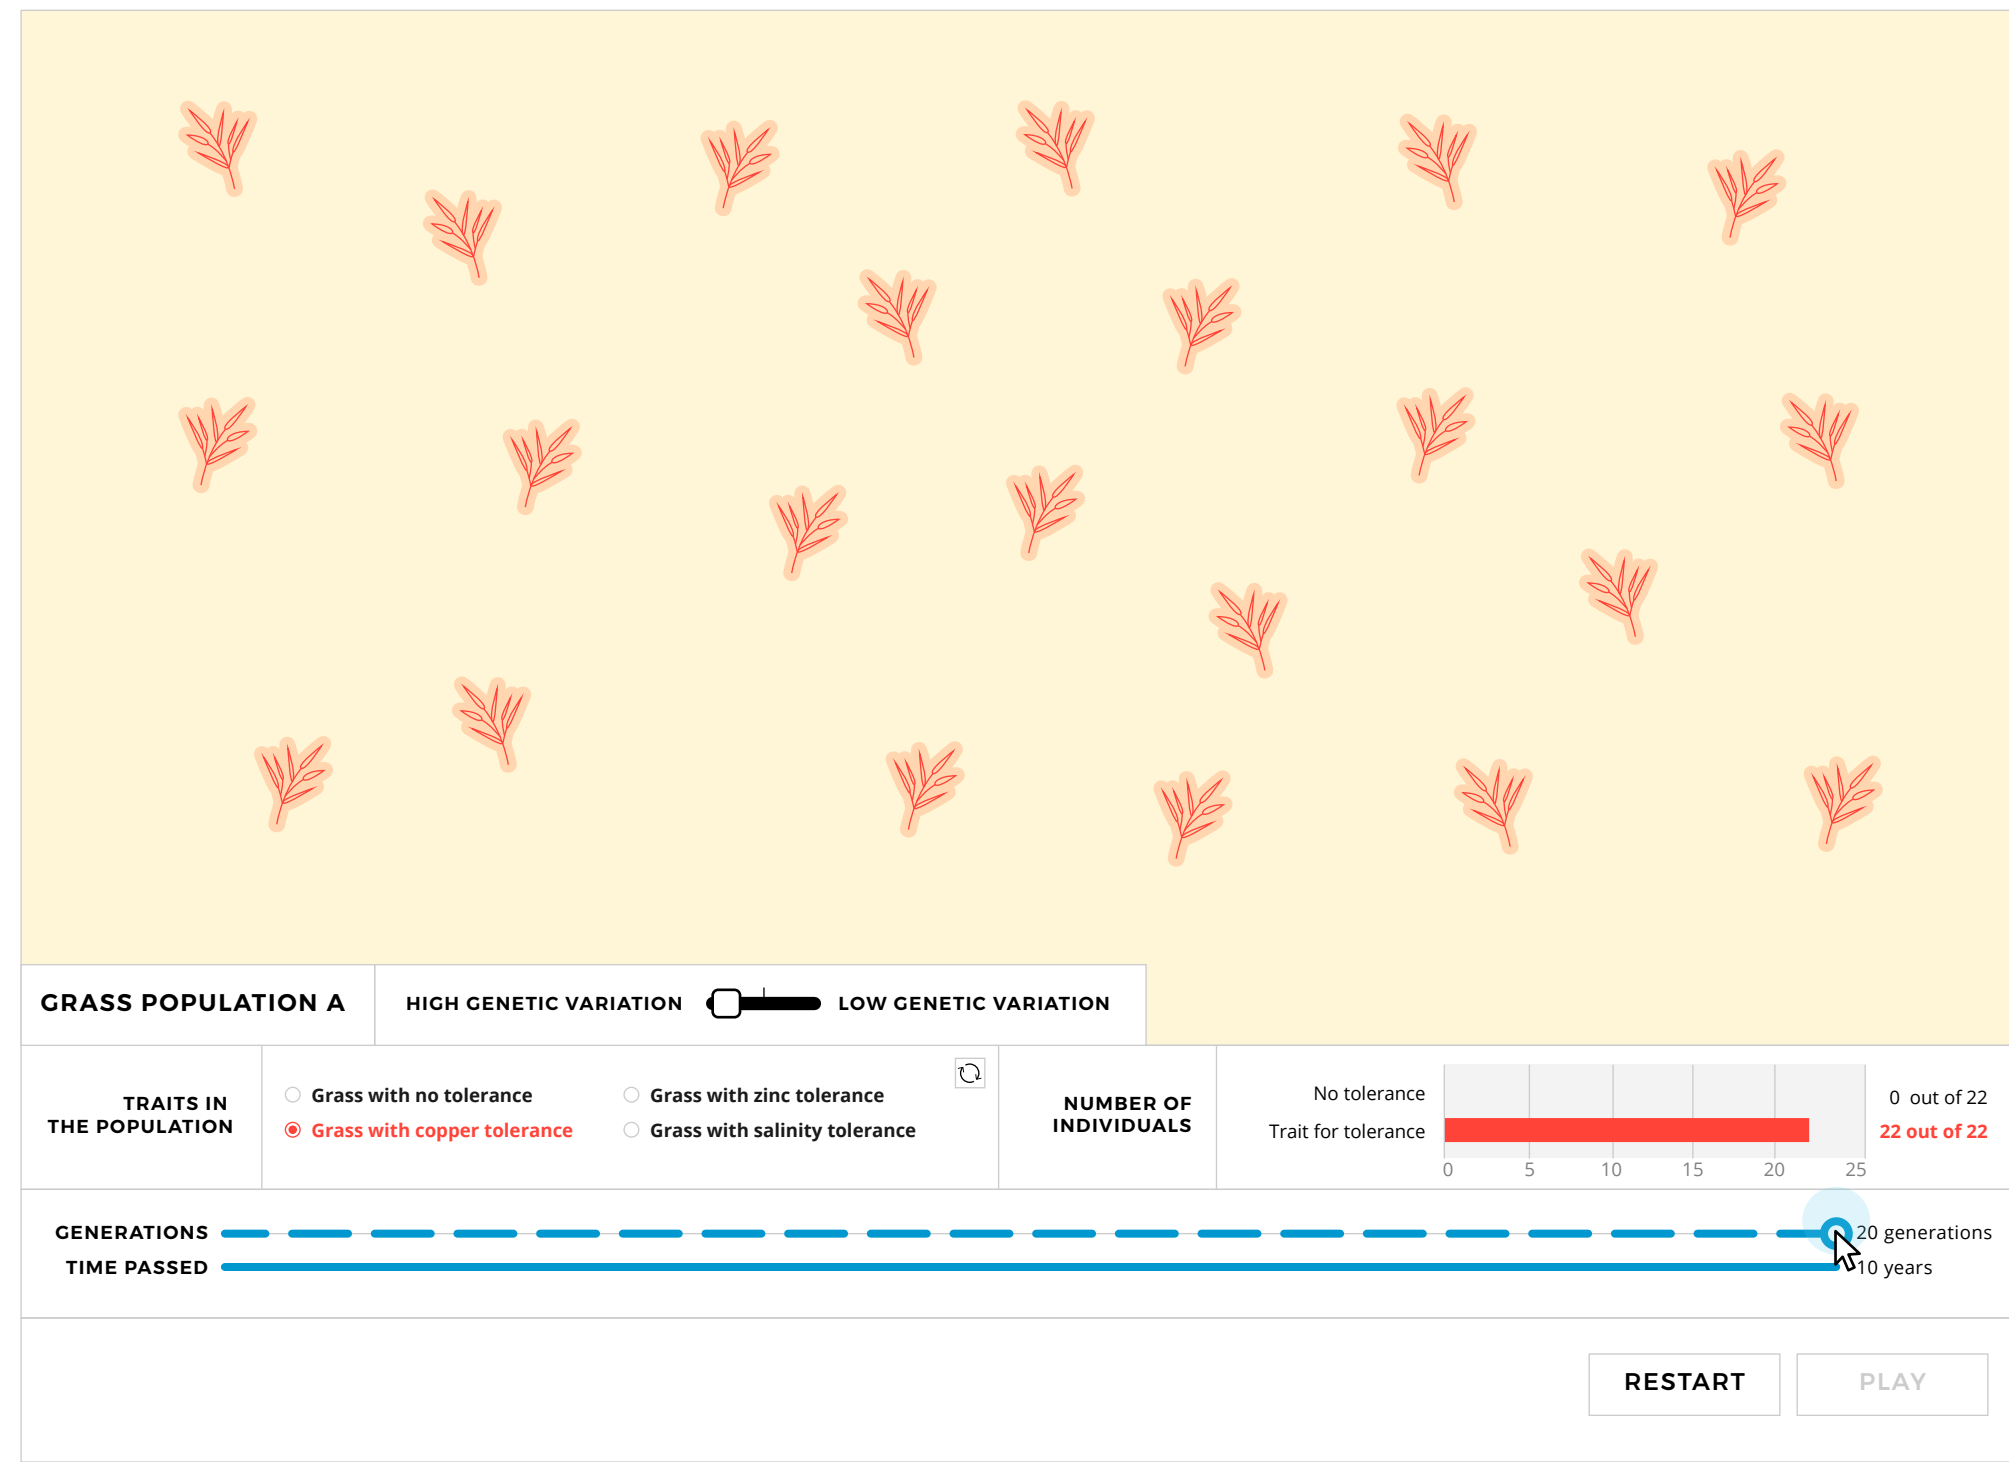 GRASS POPULATION A
HIGH GENETIC VARIATION
LOW GENETIC VARIATION
TRAITS IN
THE POPULATION
Grass with no tolerance
Grass with zinc tolerance
Grass with copper tolerance
Grass with salinity tolerance
NUMBER OF
INDIVIDUALS
No tolerance
0 out of 22
Trait for tolerance
22 out of 22
0 5 10 15 20 25
GENERATIONS
20 generations
TIME PASSED
10 years
RESTART
PLAY